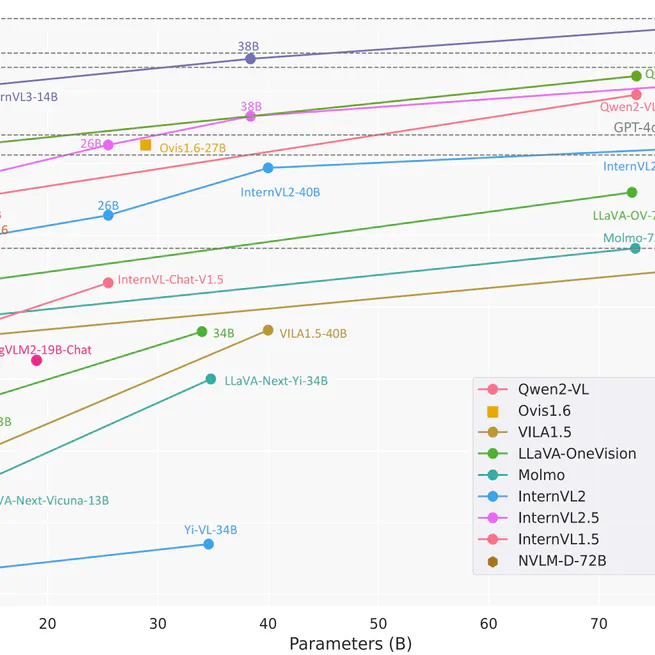 38B
Q
rnVL3-14B
Qwen2-VL
38B
GPT-4o
26B
Ovis1.6-27B
InternVL2
InternVL2-40B
26B
LLaVA-OV-7
6
Molmo-7
InternVL-Chat-V1.5
34B
VILA1.5-40B
gVLM2-19B-Chat
LLaVA-Next-Yi-34B
3B
VA-Next-Vicuna-13B
Yi-VL-34B
Qwen2-VL
Ovis1.6
VILA1.5
LLaVA-OneVision
Molmo
InternVL2
InternVL2.5
InternVL1.5
NVLM-D-72B
20 30 40 50 60 70
Parameters (B)